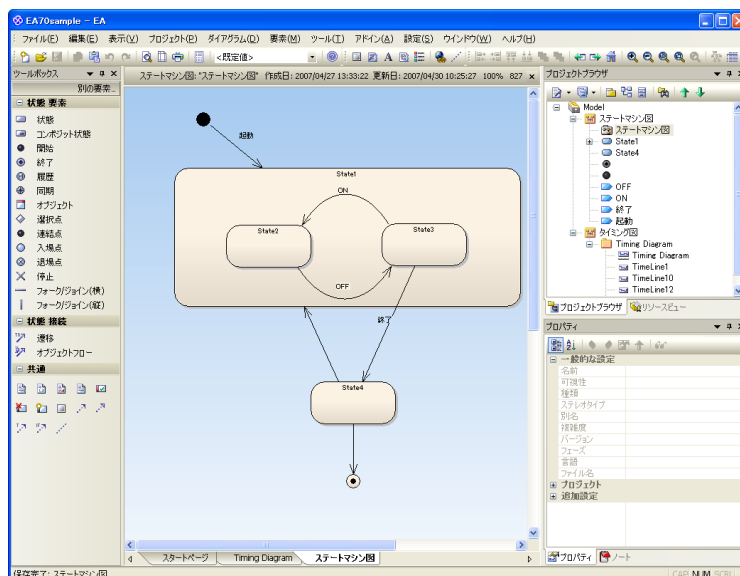 EA70sample - EA
ファイル(F) 編集(E) 表示(V) プロジェクト(P) ダイアグラム(D) 要素(M) ツール(T) アドイン(A) 設定(S) ウインドウ(W) ヘルプ(H)
<既定値>
ツールボックス
別の要素...
状態 要素
状態
コンポジット状態
開始
終了
履歴
同期
オブジェクト
選択点
連結点
入場点
退場点
停止
フォーク/ジョイン(横)
フォーク/ジョイン(縦)
状態 接続
遷移
オブジェクトフロー
共通
ステートマシン図: "ステートマシン図" 作成日: 2007/04/27 13:33:22 更新日: 2007/04/30 10:25:27 100% 827
起動
State1
ON
State2
State3
OFF
終了
State4
スタートページ Timing Diagram ステートマシン図
プロジェクトブラウザ
Model
ステートマシン図
ステートマシン図
State1
State4
OFF
ON
終了
起動
タイミング図
Timing Diagram
Timing Diagram
TimeLine1
TimeLine10
TimeLine12
プロジェクトブラウザ リソースビュー
プロパティ
一般的な設定
名前
可視性
種類
ステレオタイプ
別名
複雑度
バージョン
フェーズ
言語
ファイル名
プロジェクト
追加設定
プロパティ ノート
保存完了: ステートマシン図
CAP NUM SCRL